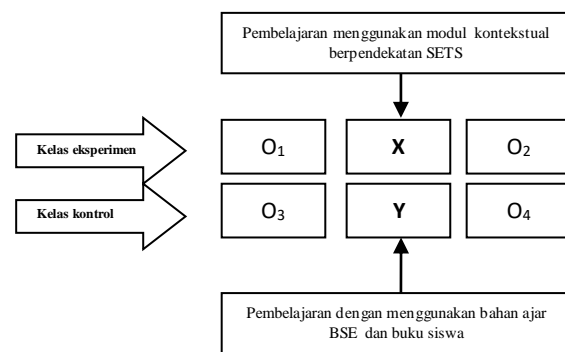 Pembelajaran menggunakan modul kontekstual
berpendekatan SETS
Kelas eksperimen
O₁
X
O₂
Kelas kontrol
O₃
Y
O₄
Pembelajaran dengan menggunakan bahan ajar
BSE dan buku siswa